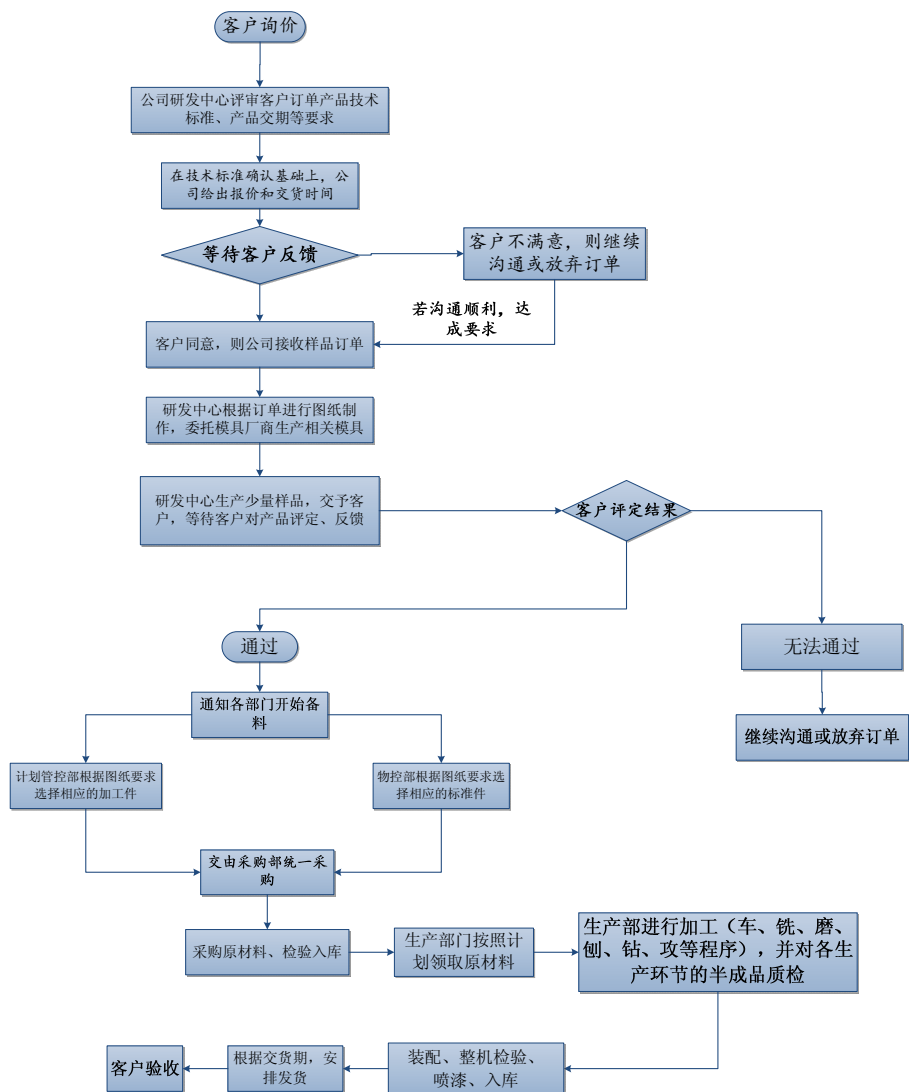 客户询价
公司研发中心评审客户订单产品技术
标准、产品交期等要求
在技术标准确认基础上，公
司给出报价和交货时间
等待客户反馈
客户不满意，则继续
沟通或放弃订单
若沟通顺利，达
成要求
客户同意，则公司接收样品订单
研发中心根据订单进行图纸制
作，委托模具厂商生产相关模具
研发中心生产少量样品，交予客
户，等待客户对产品评定、反馈
客户评定结果
通过
无法通过
通知各部门开始备
料
继续沟通或放弃订单
计划管控部根据图纸要求
选择相应的加工件
物控部根据图纸要求选
择相应的标准件
交由采购部统一采
购
采购原材料、检验入库
生产部门按照计
划领取原材料
生产部进行加工（车、铣、磨、
刨、钻、攻等程序），并对各生
产环节的半成品质检
装配、整机检验、
喷漆、入库
根据交货期，安
排发货
客户验收